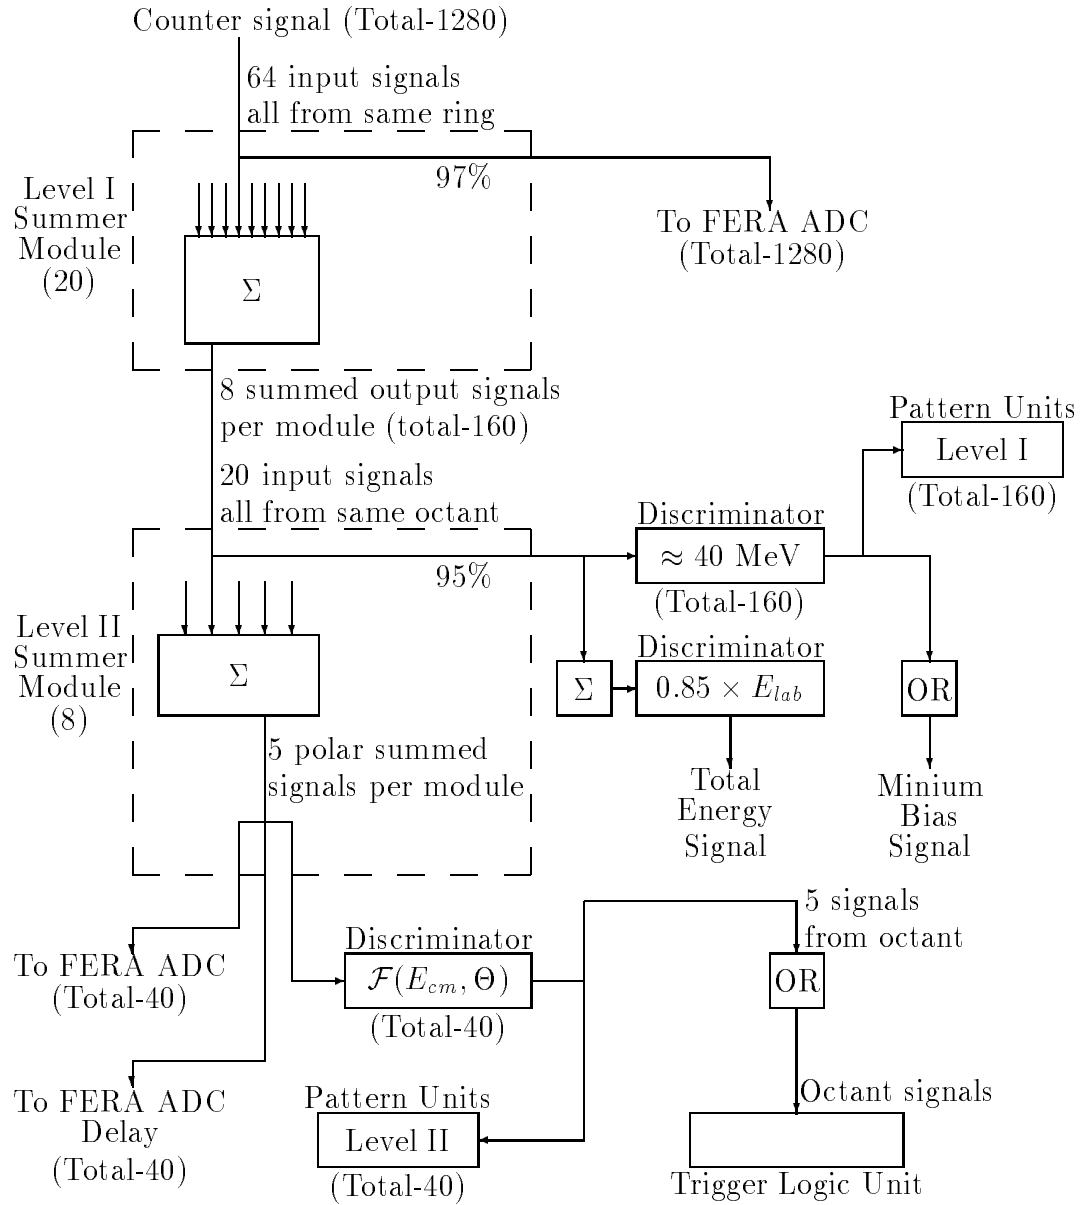 Counter signal (Total-1280)
64 input signals
all from same ring
97%
Level I
Summer
Module
(20)
Σ
To FERA ADC
(Total-1280)
8 summed output signals
per module (total-160)
20 input signals
all from same octant
Pattern Units
Level I
(Total-160)
Discriminator
≈ 40 MeV
(Total-160)
95%
Level II
Summer
Module
(8)
Σ
Σ
Discriminator
0.85 × E_lab
OR
5 polar summed
signals per module
Total
Energy
Signal
Minium
Bias
Signal
5 signals
from octant
To FERA ADC
(Total-40)
Discriminator
F(E_cm, Θ)
(Total-40)
OR
To FERA ADC
Delay
(Total-40)
Pattern Units
Level II
(Total-40)
Octant signals
Trigger Logic Unit